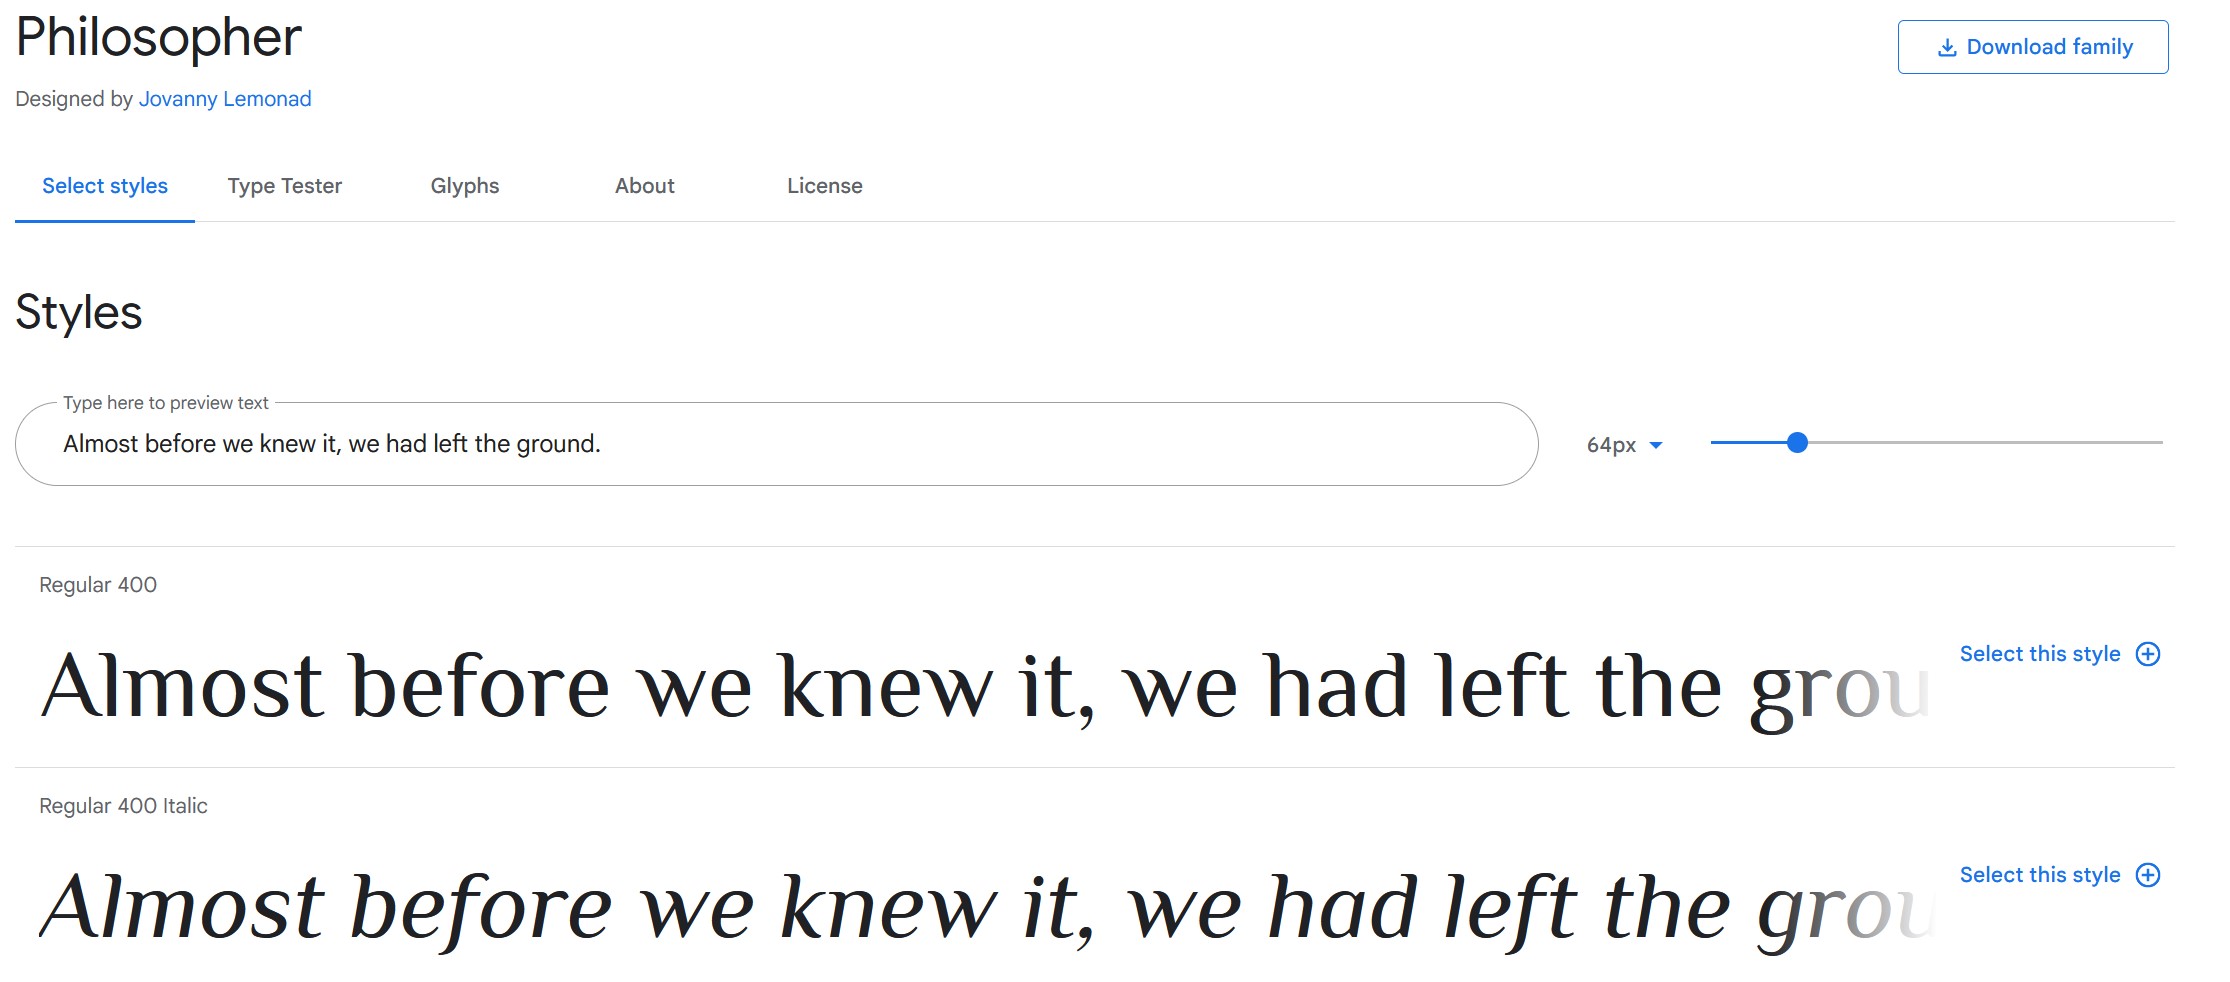 Philosopher
Download family
Designed by Jovanny Lemonad
Select styles Type Tester Glyphs About License
Styles
Type here to preview text
Almost before we knew it, we had left the ground.
64px
Regular 400
Almost before we knew it, we had left the grou
Select this style
Regular 400 Italic
Almost before we knew it, we had left the grou
Select this style